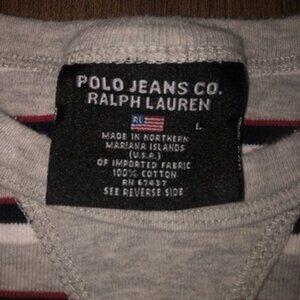 POLO JEANS CO.
RALPH LAUREN
RL
L
MADE IN NORTHERN
MARIANA ISLANDS
(U.S.A.)
OF IMPORTED FABRIC
100% COTTON
RN 67437
SEE REVERSE SIDE